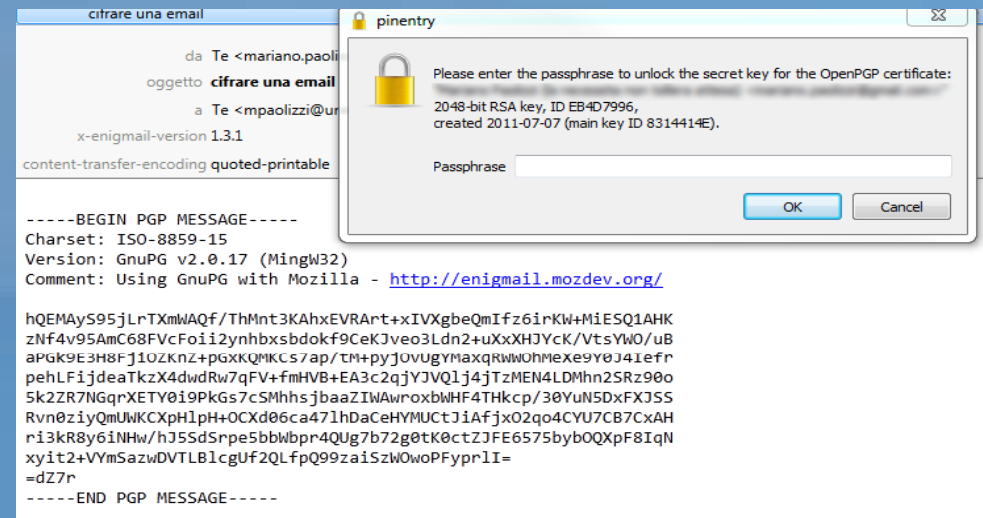 cifrare una email
da Te <mariano.paoli
oggetto cifrare una email
a Te <mpaolizzi@ur
x-enigmail-version 1.3.1
content-transfer-encoding quoted-printable
pinentry
Please enter the passphrase to unlock the secret key for the OpenPGP certificate:
2048-bit RSA key, ID EB4D7996,
created 2011-07-07 (main key ID 8314414E).
Passphrase
OK Cancel
-----BEGIN PGP MESSAGE-----
Charset: ISO-8859-15
Version: GnuPG v2.0.17 (MingW32)
Comment: Using GnuPG with Mozilla - http://enigmail.mozdev.org/
hQEMAyS95jLrTXmWAQf/ThMnt3KAhxEVRArt+xIVXgbeQmIfz6irKW+MiESQ1AHK
zNf4v95AmC68FVcFoii2ynhbxsbdokf9CeKJveo3Ldn2+uXxXHJYcK/VtsYWO/uB
aPGk9E3H8Fj1OZKnZ+pGxKQMKCs7ap/tM+pyjOvUgYMaxqRWWOhMeXe9Y0J4Iefr
pehLFijdeaTkzX4dwdRw7qFV+fmHVB+EA3c2qjYJVQlj4jTzMEN4LDMhn2SRz90o
5k2ZR7NGqrXETY0i9PkGs7cSMhhsjbaaZIWAwroxbWHF4THkcp/30YuN5DxFXJSS
Rvn0ziyQmUWKCXpHlpH+OCXd06ca47lhDaCeHYMUCtJiAfjxO2qo4CYU7CB7CxAH
ri3kR8y6iNHw/hJ5SdSrpe5bbWbpr4QUg7b72g0tK0ctZJFE6575bybOQXpF8IqN
xyit2+VYmSazwDVTLBlcgUf2QLfpQ99zaiSzWOwoPFyprlI=
=dZ7r
-----END PGP MESSAGE-----